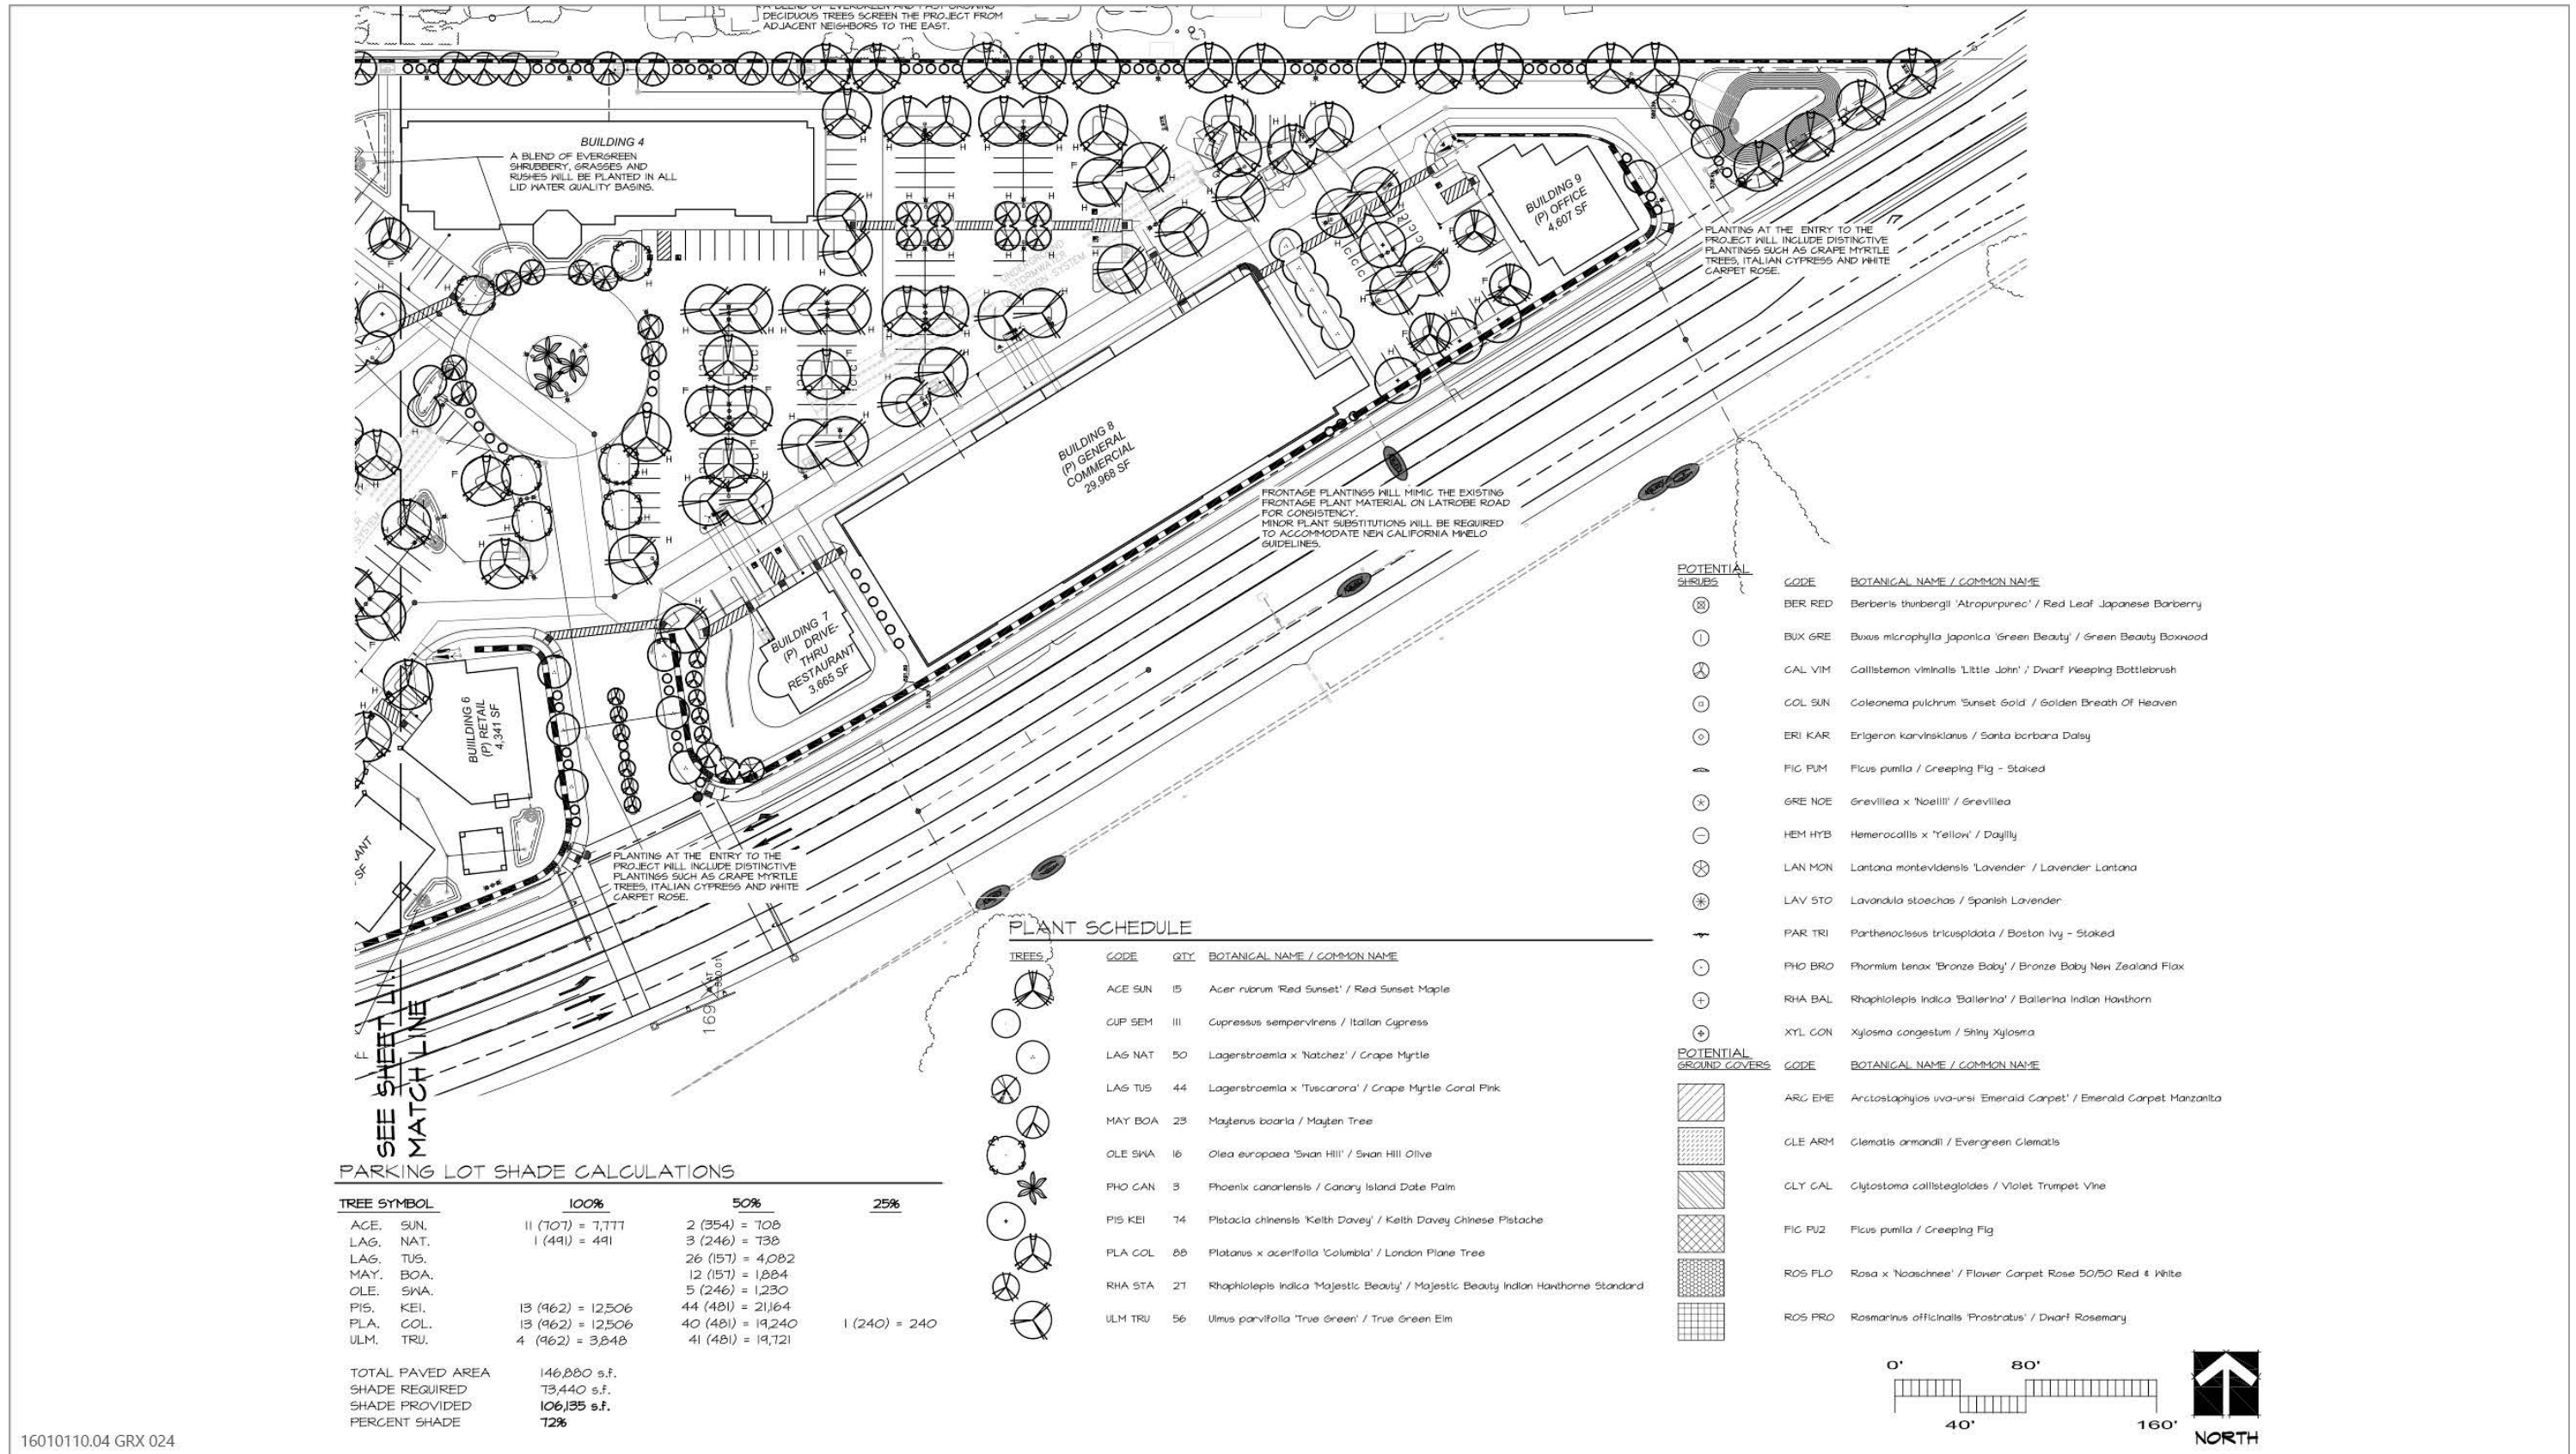 DECIDUOUS TREES SCREEN THE PROJECT FROM
ADJACENT NEIGHBORS TO THE EAST.
BUILDING 4
A BLEND OF EVERGREEN
SHRUBBERY, GRASSES AND
RUSHES WILL BE PLANTED IN ALL
LID WATER QUALITY BASINS.
BUILDING 9
(P) OFFICE
4,607 SF
PLANTING AT THE ENTRY TO THE
PROJECT WILL INCLUDE DISTINCTIVE
PLANTINGS SUCH AS CRAPE MYRTLE
TREES, ITALIAN CYPRESS AND WHITE
CARPET ROSE.
BUILDING 8
(P) GENERAL
COMMERCIAL
29,968 SF
FRONTAGE PLANTINGS WILL MIMIC THE EXISTING
FRONTAGE PLANT MATERIAL ON LATROBE ROAD
FOR CONSISTENCY.
MINOR PLANT SUBSTITUTIONS WILL BE REQUIRED
TO ACCOMMODATE NEW CALIFORNIA MWELO
GUIDELINES.
BUILDING 7
(P) DRIVE-
THRU
RESTAURANT
3,665 SF
BUILDING 6
(P) RETAIL
4,341 SF
PLANTING AT THE ENTRY TO THE
PROJECT WILL INCLUDE DISTINCTIVE
PLANTINGS SUCH AS CRAPE MYRTLE
TREES, ITALIAN CYPRESS AND WHITE
CARPET ROSE.
SEE SHEET L1.1
MATCH LINE
POTENTIAL
SHRUBS CODE BOTANICAL NAME / COMMON NAME
BER RED Berberis thunbergii 'Atropurpurec' / Red Leaf Japanese Barberry
BUX GRE Buxus microphylla japonica 'Green Beauty' / Green Beauty Boxwood
CAL VIM Callistemon viminalis 'Little John' / Dwarf Weeping Bottlebrush
COL SUN Coleonema pulchrum 'Sunset Gold' / Golden Breath Of Heaven
ERI KAR Erigeron karvinskianus / Santa barbara Daisy
FIC PUM Ficus pumila / Creeping Fig - Staked
GRE NOE Grevillea x 'Noellii' / Grevillea
HEM HYB Hemerocallis x 'Yellow' / Daylily
LAN MON Lantana montevidensis 'Lavender' / Lavender Lantana
LAV STO Lavandula stoechas / Spanish Lavender
PAR TRI Parthenocissus tricuspidata / Boston Ivy - Staked
PHO BRO Phormium tenax 'Bronze Baby' / Bronze Baby New Zealand Flax
RHA BAL Rhaphiolepis indica 'Ballerina' / Ballerina Indian Hawthorn
XYL CON Xylosma congestum / Shiny Xylosma
POTENTIAL
GROUND COVERS CODE BOTANICAL NAME / COMMON NAME
ARC EME Arctostaphylos uva-ursi 'Emerald Carpet' / Emerald Carpet Manzanita
CLE ARM Clematis armandii / Evergreen Clematis
CLY CAL Clytostoma callistegioides / Violet Trumpet Vine
FIC PU2 Ficus pumila / Creeping Fig
ROS FLO Rosa x 'Noaschnee' / Flower Carpet Rose 50/50 Red & White
ROS PRO Rosmarinus officinalis 'Prostratus' / Dwarf Rosemary
PLANT SCHEDULE
TREES CODE QTY BOTANICAL NAME / COMMON NAME
ACE SUN 15 Acer rubrum 'Red Sunset' / Red Sunset Maple
CUP SEM 111 Cupressus sempervirens / Italian Cypress
LAG NAT 50 Lagerstroemia x 'Natchez' / Crape Myrtle
LAG TUS 44 Lagerstroemia x 'Tuscarora' / Crape Myrtle Coral Pink
MAY BOA 23 Maytenus boaria / Mayten Tree
OLE SWA 16 Olea europaea 'Swan Hill' / Swan Hill Olive
PHO CAN 3 Phoenix canariensis / Canary Island Date Palm
PIS KEI 74 Pistacia chinensis 'Keith Davey' / Keith Davey Chinese Pistache
PLA COL 88 Platanus x acerifolia 'Columbia' / London Plane Tree
RHA STA 27 Rhaphiolepis indica 'Majestic Beauty' / Majestic Beauty Indian Hawthorne Standard
ULM TRU 56 Ulmus parvifolia 'True Green' / True Green Elm
PARKING LOT SHADE CALCULATIONS
TREE SYMBOL 100% 50% 25%
ACE. SUN. 11 (707) = 7,777 2 (354) = 708
LAG. NAT. 1 (491) = 491 3 (246) = 738
LAG. TUS. 26 (157) = 4,082
MAY. BOA. 12 (157) = 1,884
OLE. SWA. 5 (246) = 1,230
PIS. KEI. 13 (962) = 12,506 44 (481) = 21,164
PLA. COL. 13 (962) = 12,506 40 (481) = 19,240 1 (240) = 240
ULM. TRU. 4 (962) = 3,848 41 (481) = 19,721
TOTAL PAVED AREA 146,880 s.f.
SHADE REQUIRED 73,440 s.f.
SHADE PROVIDED 106,135 s.f.
PERCENT SHADE 72%
0' 80'
40' 160'
NORTH
16010110.04 GRX 024